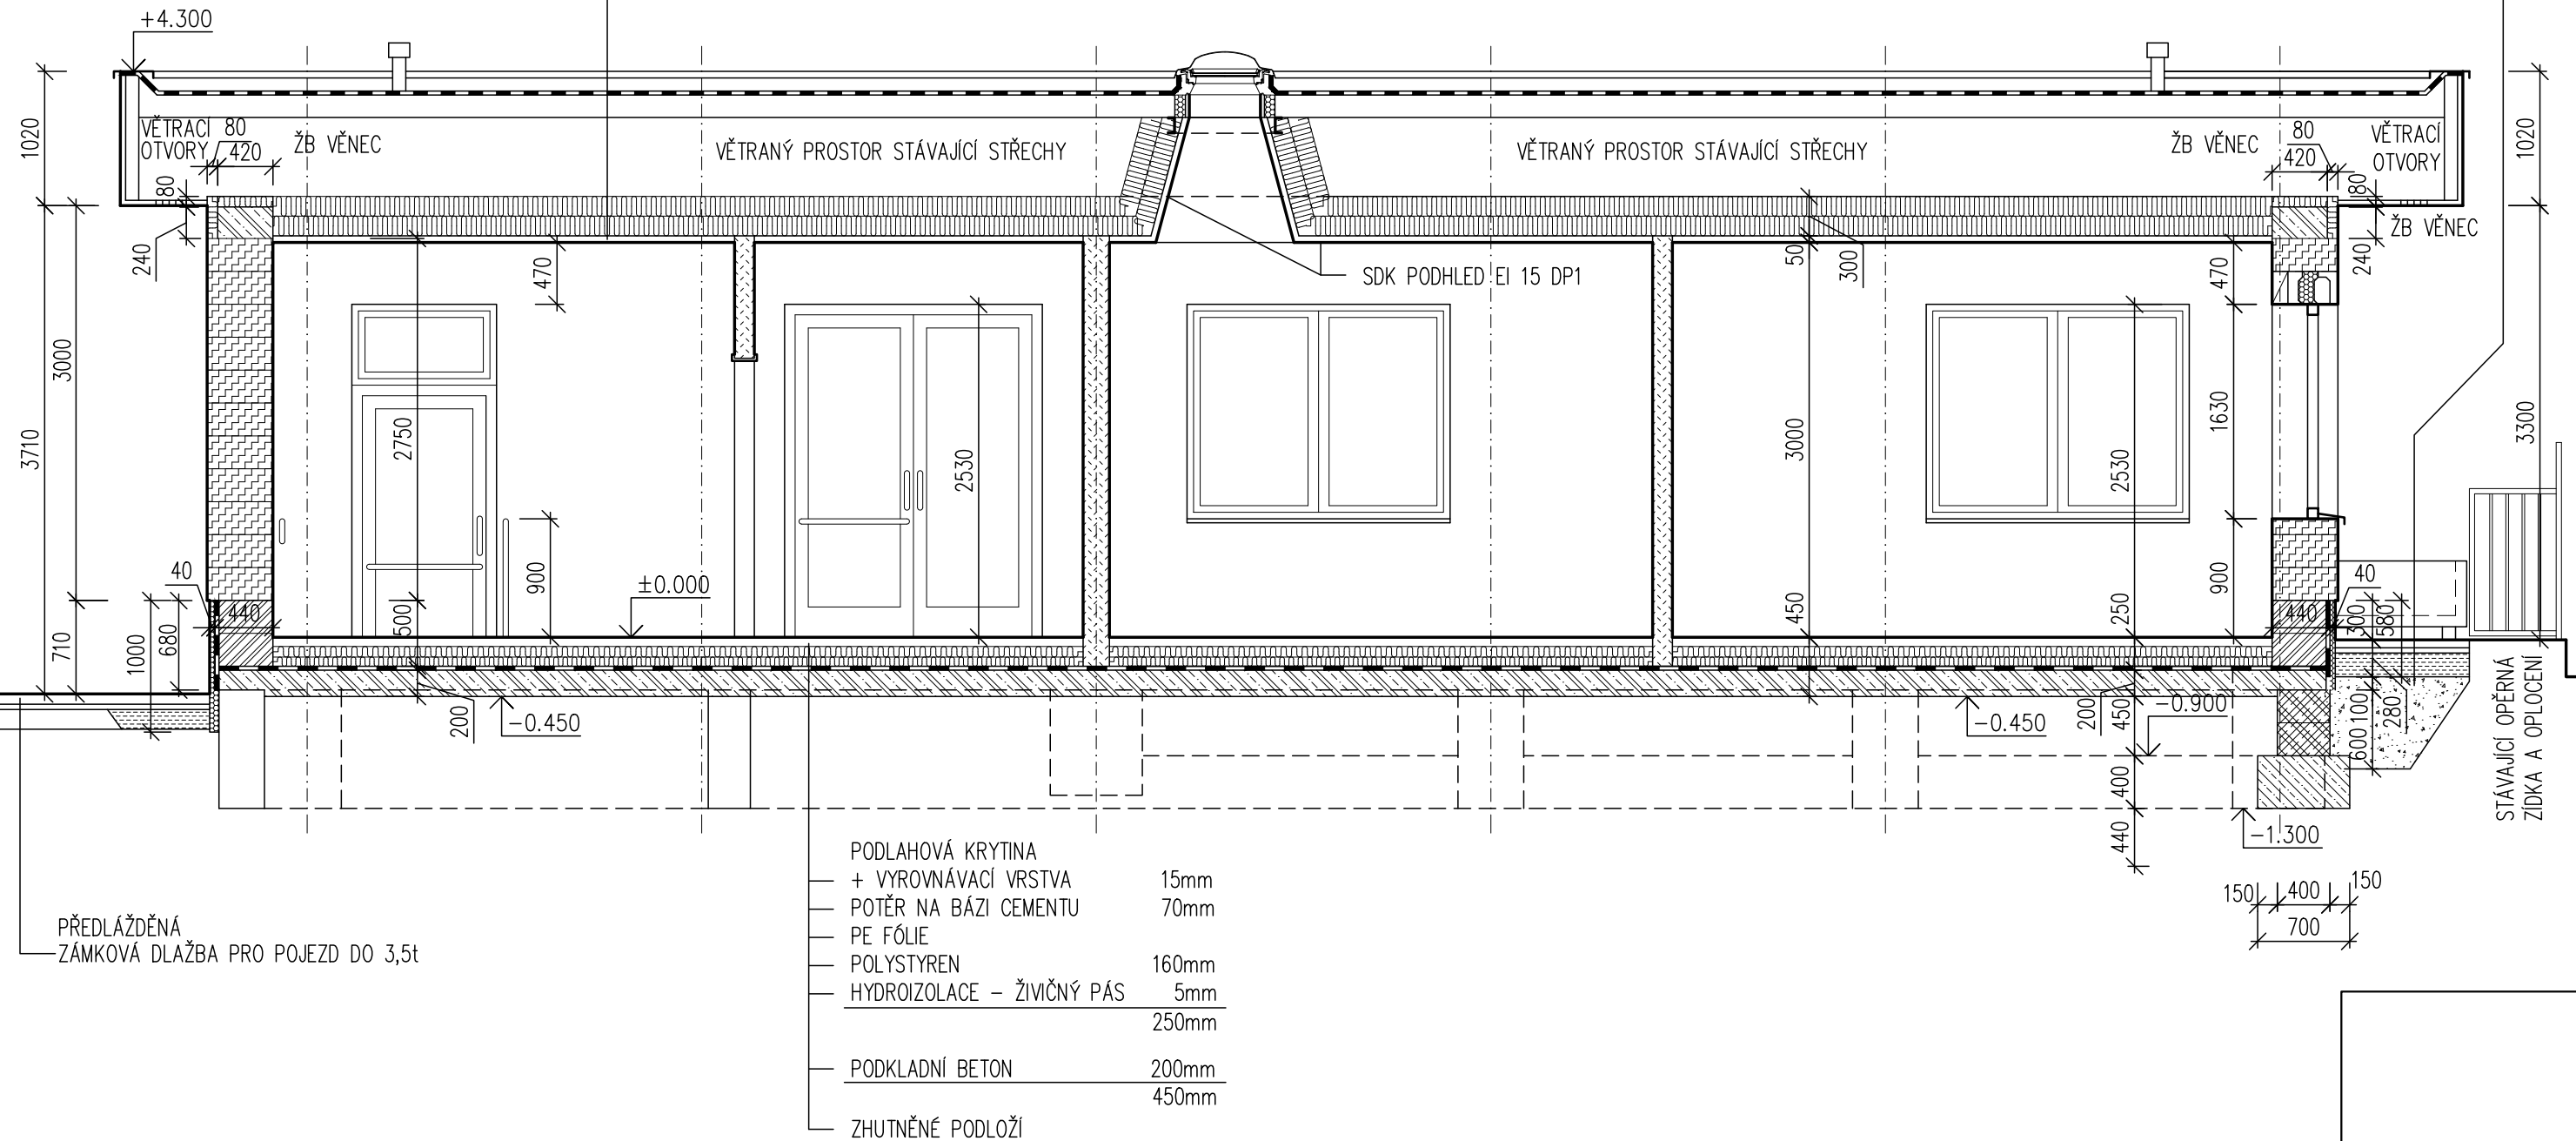 +4.300
1020
VĚTRACÍ
OTVORY
80
420
ŽB VĚNEC
VĚTRANÝ PROSTOR STÁVAJÍCÍ STŘECHY
VĚTRANÝ PROSTOR STÁVAJÍCÍ STŘECHY
ŽB VĚNEC
80
420
VĚTRACÍ
OTVORY
1020
80
240
80
240
ŽB VĚNEC
470
SDK PODHLED EI 15 DP1
50
300
470
3000
3710
2750
2530
3000
2530
1630
3300
40
900
±0.000
900
40
440
500
450
250
440
300
580
710
1000
680
200
-0.450
-0.450
200
450
-0.900
100
280
600
400
440
-1.300
STÁVAJÍCÍ OPĚRNÁ
ZÍDKA A OPLOCENÍ
150
400
150
700
PODLAHOVÁ KRYTINA
+ VYROVNÁVACÍ VRSTVA 15mm
POTĚR NA BÁZI CEMENTU 70mm
PE FÓLIE
POLYSTYREN 160mm
HYDROIZOLACE - ŽIVIČNÝ PÁS 5mm
250mm
PODKLADNÍ BETON 200mm
450mm
ZHUTNĚNÉ PODLOŽÍ
PŘEDLÁŽDĚNÁ
ZÁMKOVÁ DLAŽBA PRO POJEZD DO 3,5t